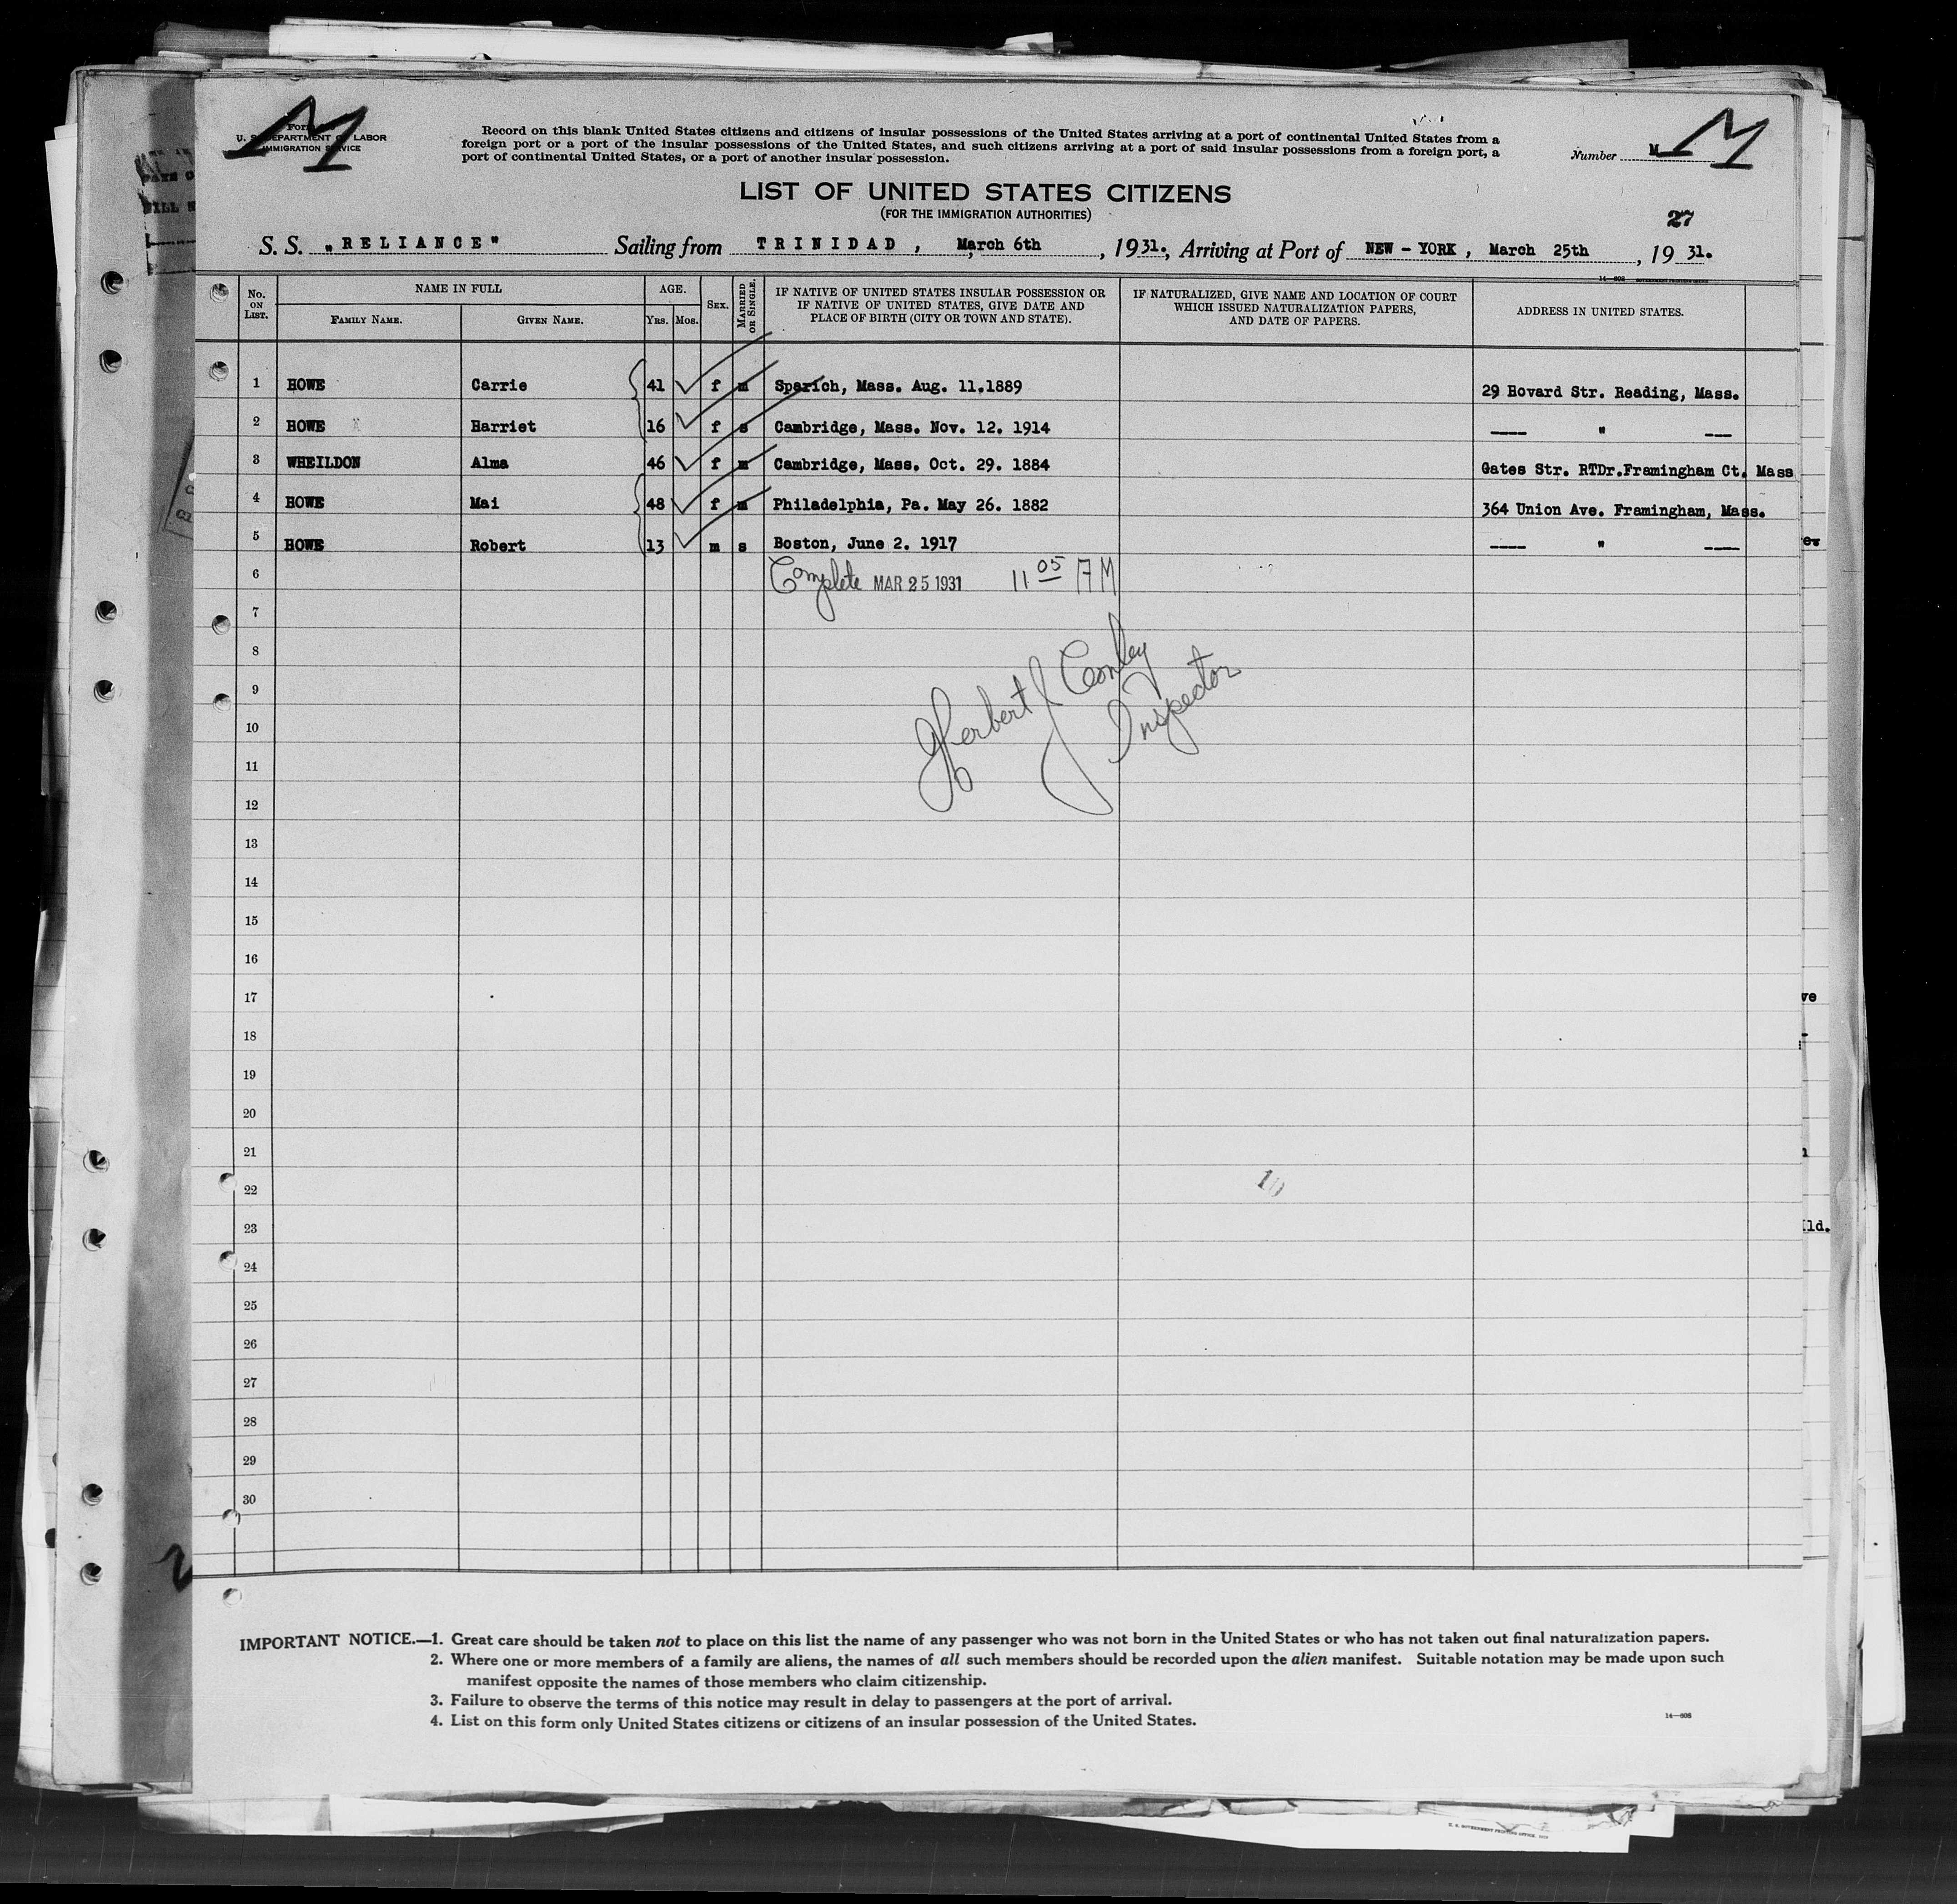 M
Form
U. S. DEPARTMENT OF LABOR
IMMIGRATION SERVICE
Record on this blank United States citizens and citizens of insular possessions of the United States arriving at a port of continental United States from a
foreign port or a port of the insular possessions of the United States, and such citizens arriving at a port of said insular possessions from a foreign port, a
port of continental United States, or a port of another insular possession.
Number M M
LIST OF UNITED STATES CITIZENS
(FOR THE IMMIGRATION AUTHORITIES)
27
S. S. „RELIANCE" Sailing from TRINIDAD, March 6th, 1931., Arriving at Port of NEW-YORK, March 25th, 1931.
14—608 GOVERNMENT PRINTING OFFICE
No. ON LIST. NAME IN FULL AGE. SEX. MARRIED OR SINGLE. IF NATIVE OF UNITED STATES INSULAR POSSESSION OR IF NATIVE OF UNITED STATES, GIVE DATE AND PLACE OF BIRTH (CITY OR TOWN AND STATE). IF NATURALIZED, GIVE NAME AND LOCATION OF COURT WHICH ISSUED NATURALIZATION PAPERS, AND DATE OF PAPERS. ADDRESS IN UNITED STATES.
FAMILY NAME. GIVEN NAME. YRS. MOS.
1 HOWE Carrie 41 f m Sparich, Mass. Aug. 11.1889 29 Hovard Str. Reading, Mass.
2 HOWE Harriet 16 f s Cambridge, Mass. Nov. 12. 1914 ---- " ---
3 WHEILDON Alma 46 f m Cambridge, Mass. Oct. 29. 1884 Gates Str. RTDr.Framingham Ct. Mass
4 HOWE Mai 48 f m Philadelphia, Pa. May 26. 1882 364 Union Ave. Framingham, Mass.
5 HOWE Robert 13 m s Boston, June 2. 1917 ---- " ----
6 Complete MAR 25 1931 11 05 AM
7
8
9
Herbert J Conley
Inspector
10
11
12
13
14
15
16
17
18
19
20
21
22
10
23
24
25
26
27
28
29
30
IMPORTANT NOTICE.—1. Great care should be taken not to place on this list the name of any passenger who was not born in the United States or who has not taken out final naturalization papers.
2. Where one or more members of a family are aliens, the names of all such members should be recorded upon the alien manifest. Suitable notation may be made upon such
manifest opposite the names of those members who claim citizenship.
3. Failure to observe the terms of this notice may result in delay to passengers at the port of arrival.
4. List on this form only United States citizens or citizens of an insular possession of the United States.
14—608